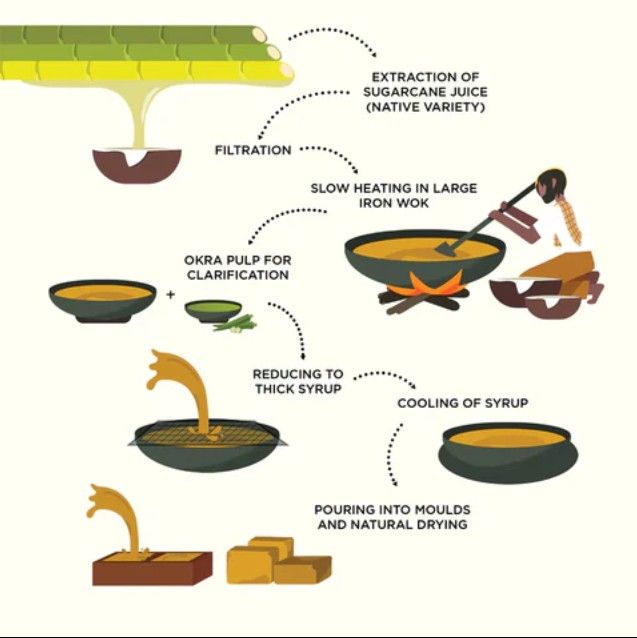 EXTRACTION OF
SUGARCANE JUICE
(NATIVE VARIETY)
FILTRATION
SLOW HEATING IN LARGE
IRON WOK
OKRA PULP FOR
CLARIFICATION
+
REDUCING TO
THICK SYRUP
COOLING OF SYRUP
POURING INTO MOULDS
AND NATURAL DRYING